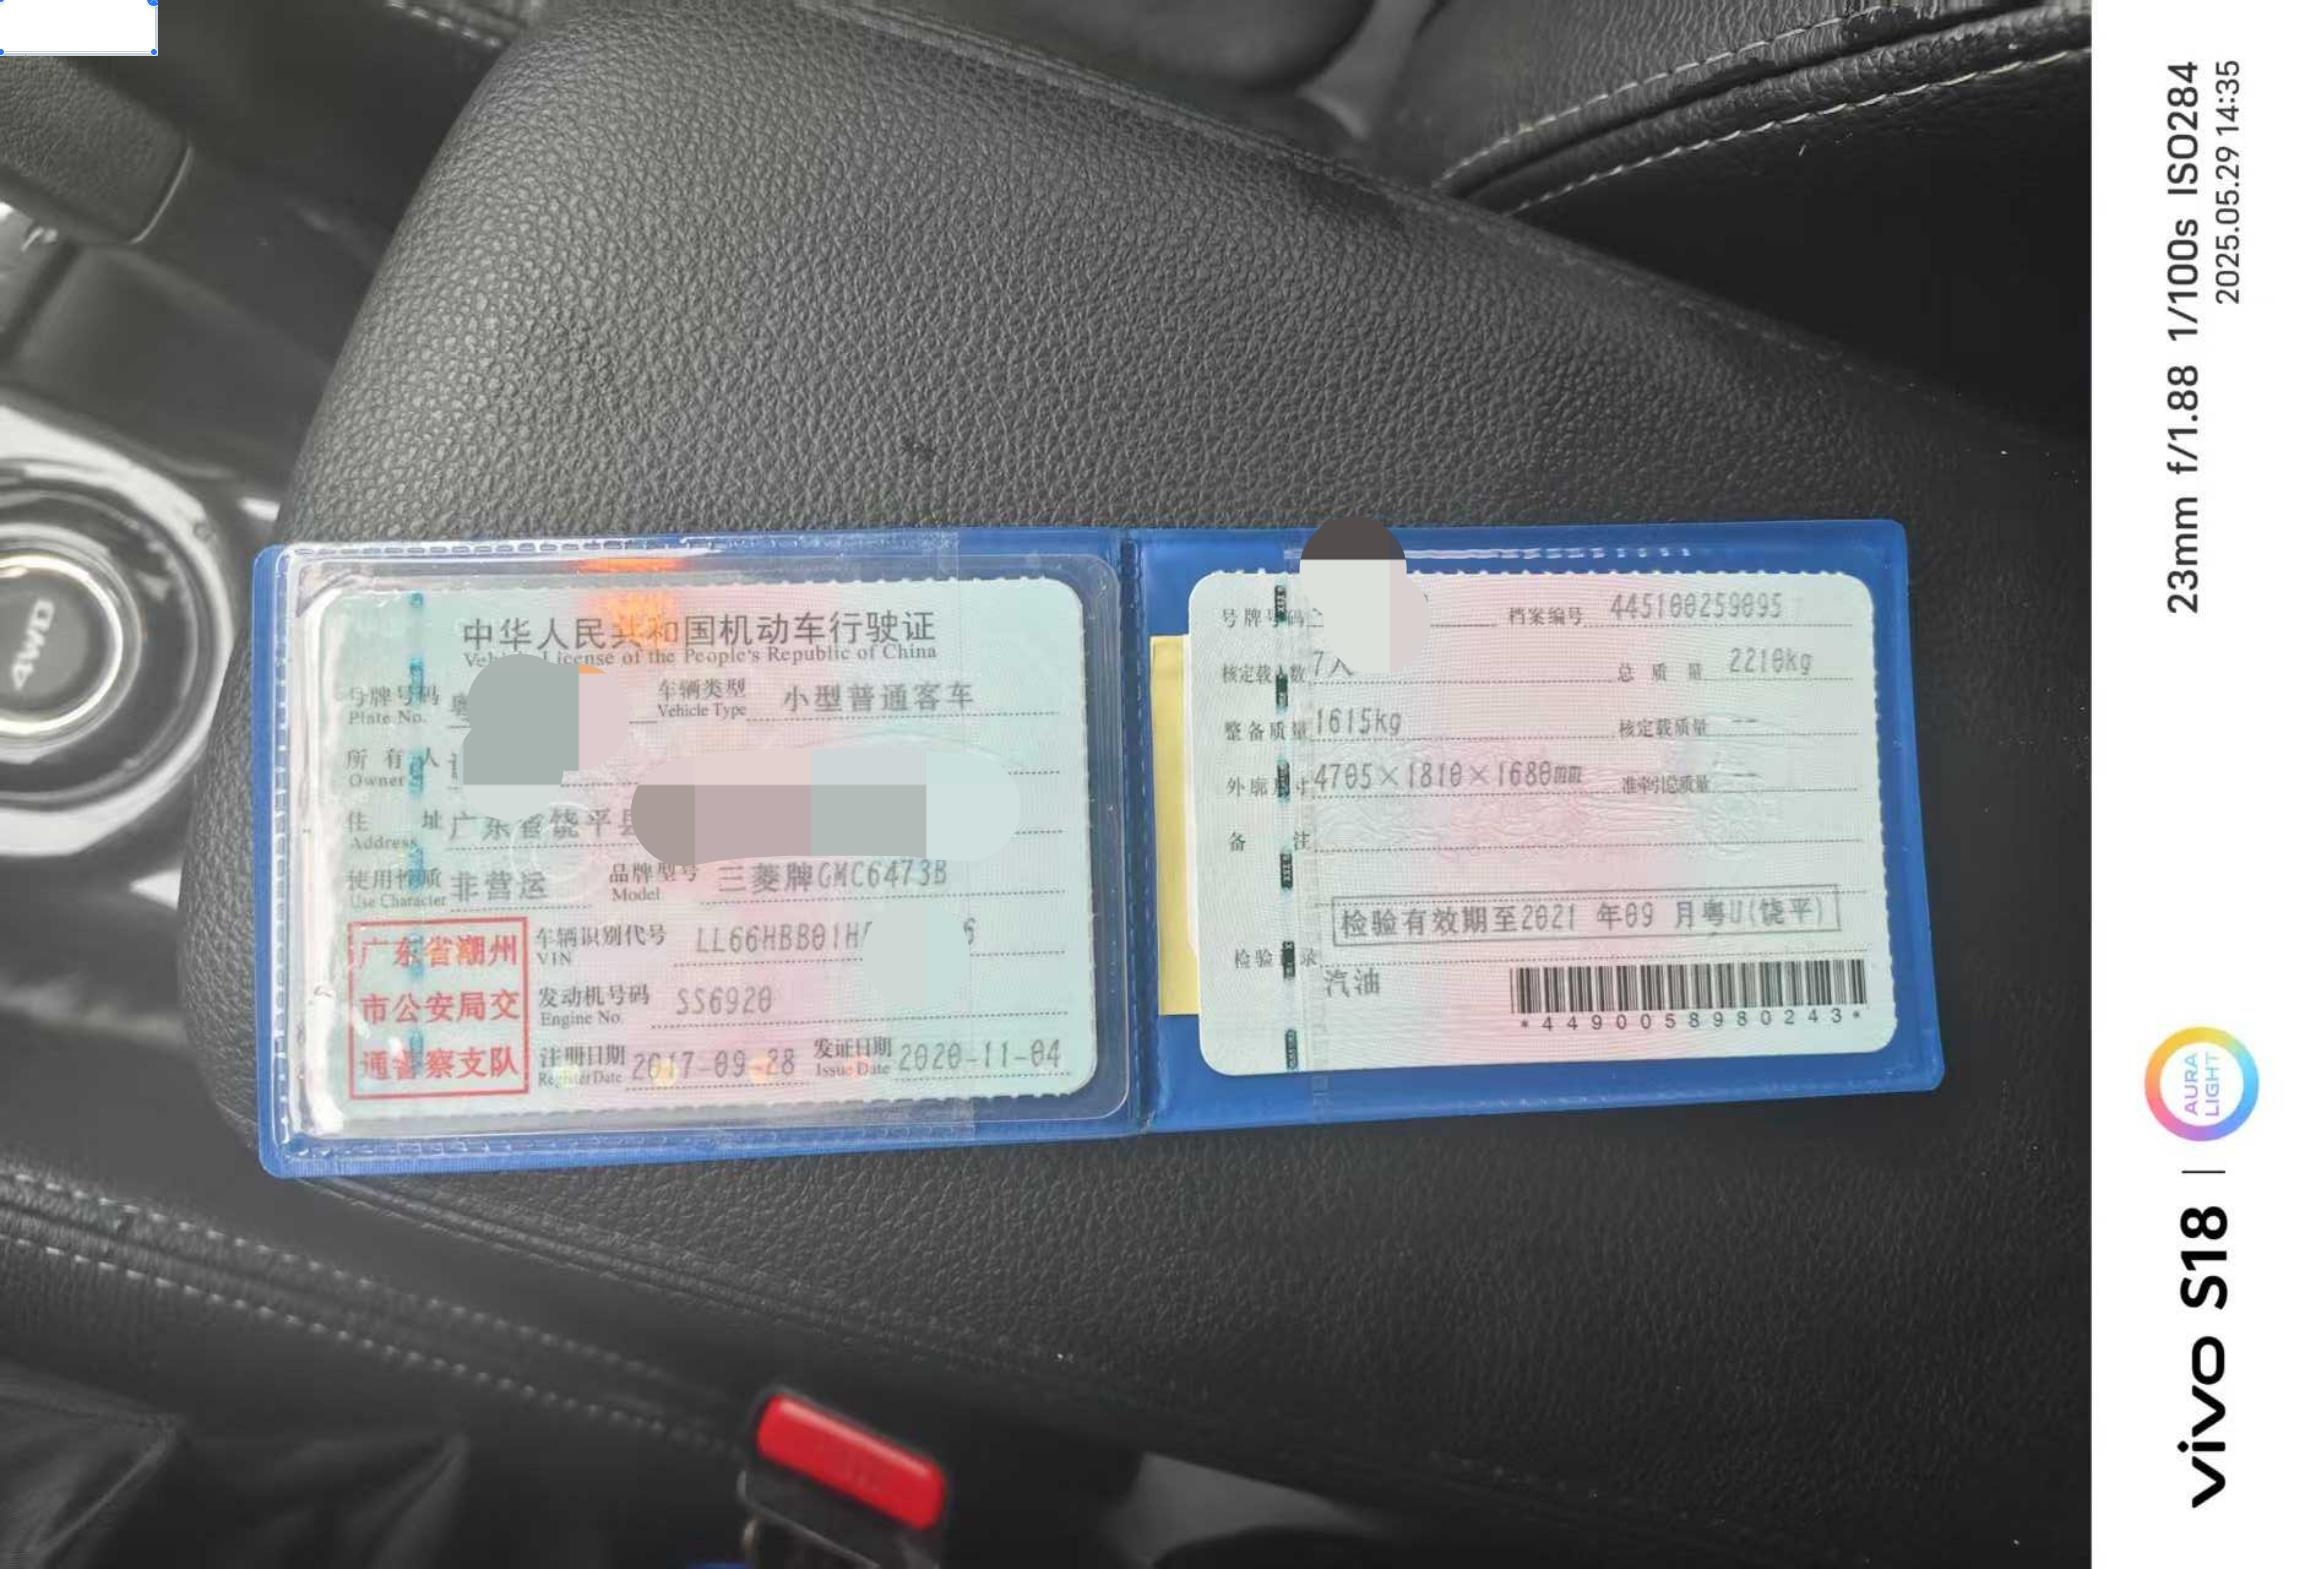 中华人民共和国机动车行驶证
Vehicle License of the People's Republic of China
号牌号码 粤
Plate No.
车辆类型 小型普通客车
Vehicle Type
所有人
Owner
住址 广东省饶平县
Address
使用性质 非营运
Use Character
品牌型号 三菱牌GMC6473B
Model
广东省潮州
市公安局交
通警察支队
车辆识别代号 LL66HBB01H
VIN
发动机号码 SS6920
Engine No.
注册日期 2017-09-28
Register Date
发证日期 2020-11-04
Issue Date
号牌号码
档案编号 445100259095
核定载人数 7人
总质量 2210kg
整备质量 1615kg
核定载质量 --
外廓尺寸 4705×1810×1680mm
准牵引总质量 --
备注
检验有效期至2021 年09 月粤U(饶平)
检验记录
汽油
*4490058980243*
4WD
23mm f/1.88 1/100s ISO284
2025.05.29 14:35
vivo S18 |
AURA
LIGHT